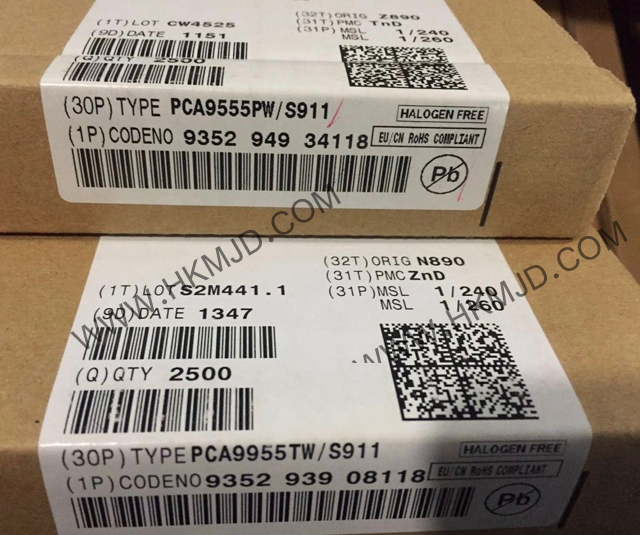 (1T)LOT CW4525
(9D)DATE 1151
(Q)QTY 2500
(32T)ORIG Z890
(31T)PMC TnD
(31P)MSL 1/240
MSL 1/260
(30P)TYPE PCA9555PW/S911
HALOGEN FREE
(1P)CODENO 9352 949 34118
EU/CN RoHS COMPLIANT
Pb
WWW.HKMJD.COM
(32T)ORIG N890
(31T)PMC ZnD
(1T)LOT S2M441.1
(31P)MSL 1/240
(9D)DATE 1347
MSL 1/260
WWW.HKMJD.COM
(Q)QTY 2500
(30P)TYPE PCA9955TW/S911
HALOGEN FREE
(1P)CODENO 9352 939 08118
EU/CN RoHS COMPLIANT
Pb